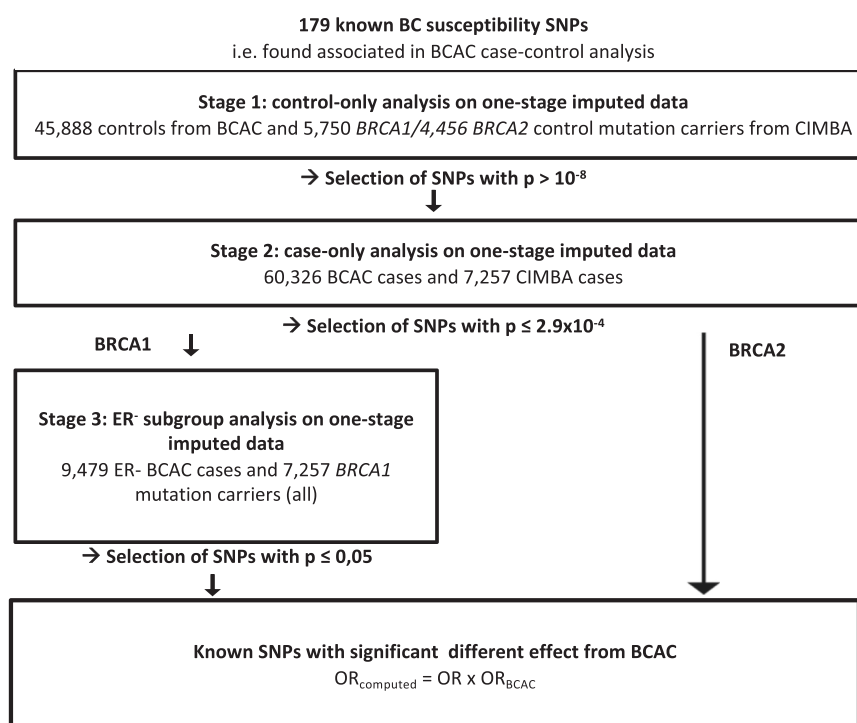 179 known BC susceptibility SNPs
i.e. found associated in BCAC case-control analysis
Stage 1: control-only analysis on one-stage imputed data
45,888 controls from BCAC and 5,750 BRCA1/4,456 BRCA2 control mutation carriers from CIMBA
→ Selection of SNPs with p > 10⁻⁸
Stage 2: case-only analysis on one-stage imputed data
60,326 BCAC cases and 7,257 CIMBA cases
→ Selection of SNPs with p ≤ 2.9x10⁻⁴
BRCA1
BRCA2
Stage 3: ER⁻ subgroup analysis on one-stage
imputed data
9,479 ER- BCAC cases and 7,257 BRCA1
mutation carriers (all)
→ Selection of SNPs with p ≤ 0,05
Known SNPs with significant different effect from BCAC
OR_computed = OR x OR_BCAC